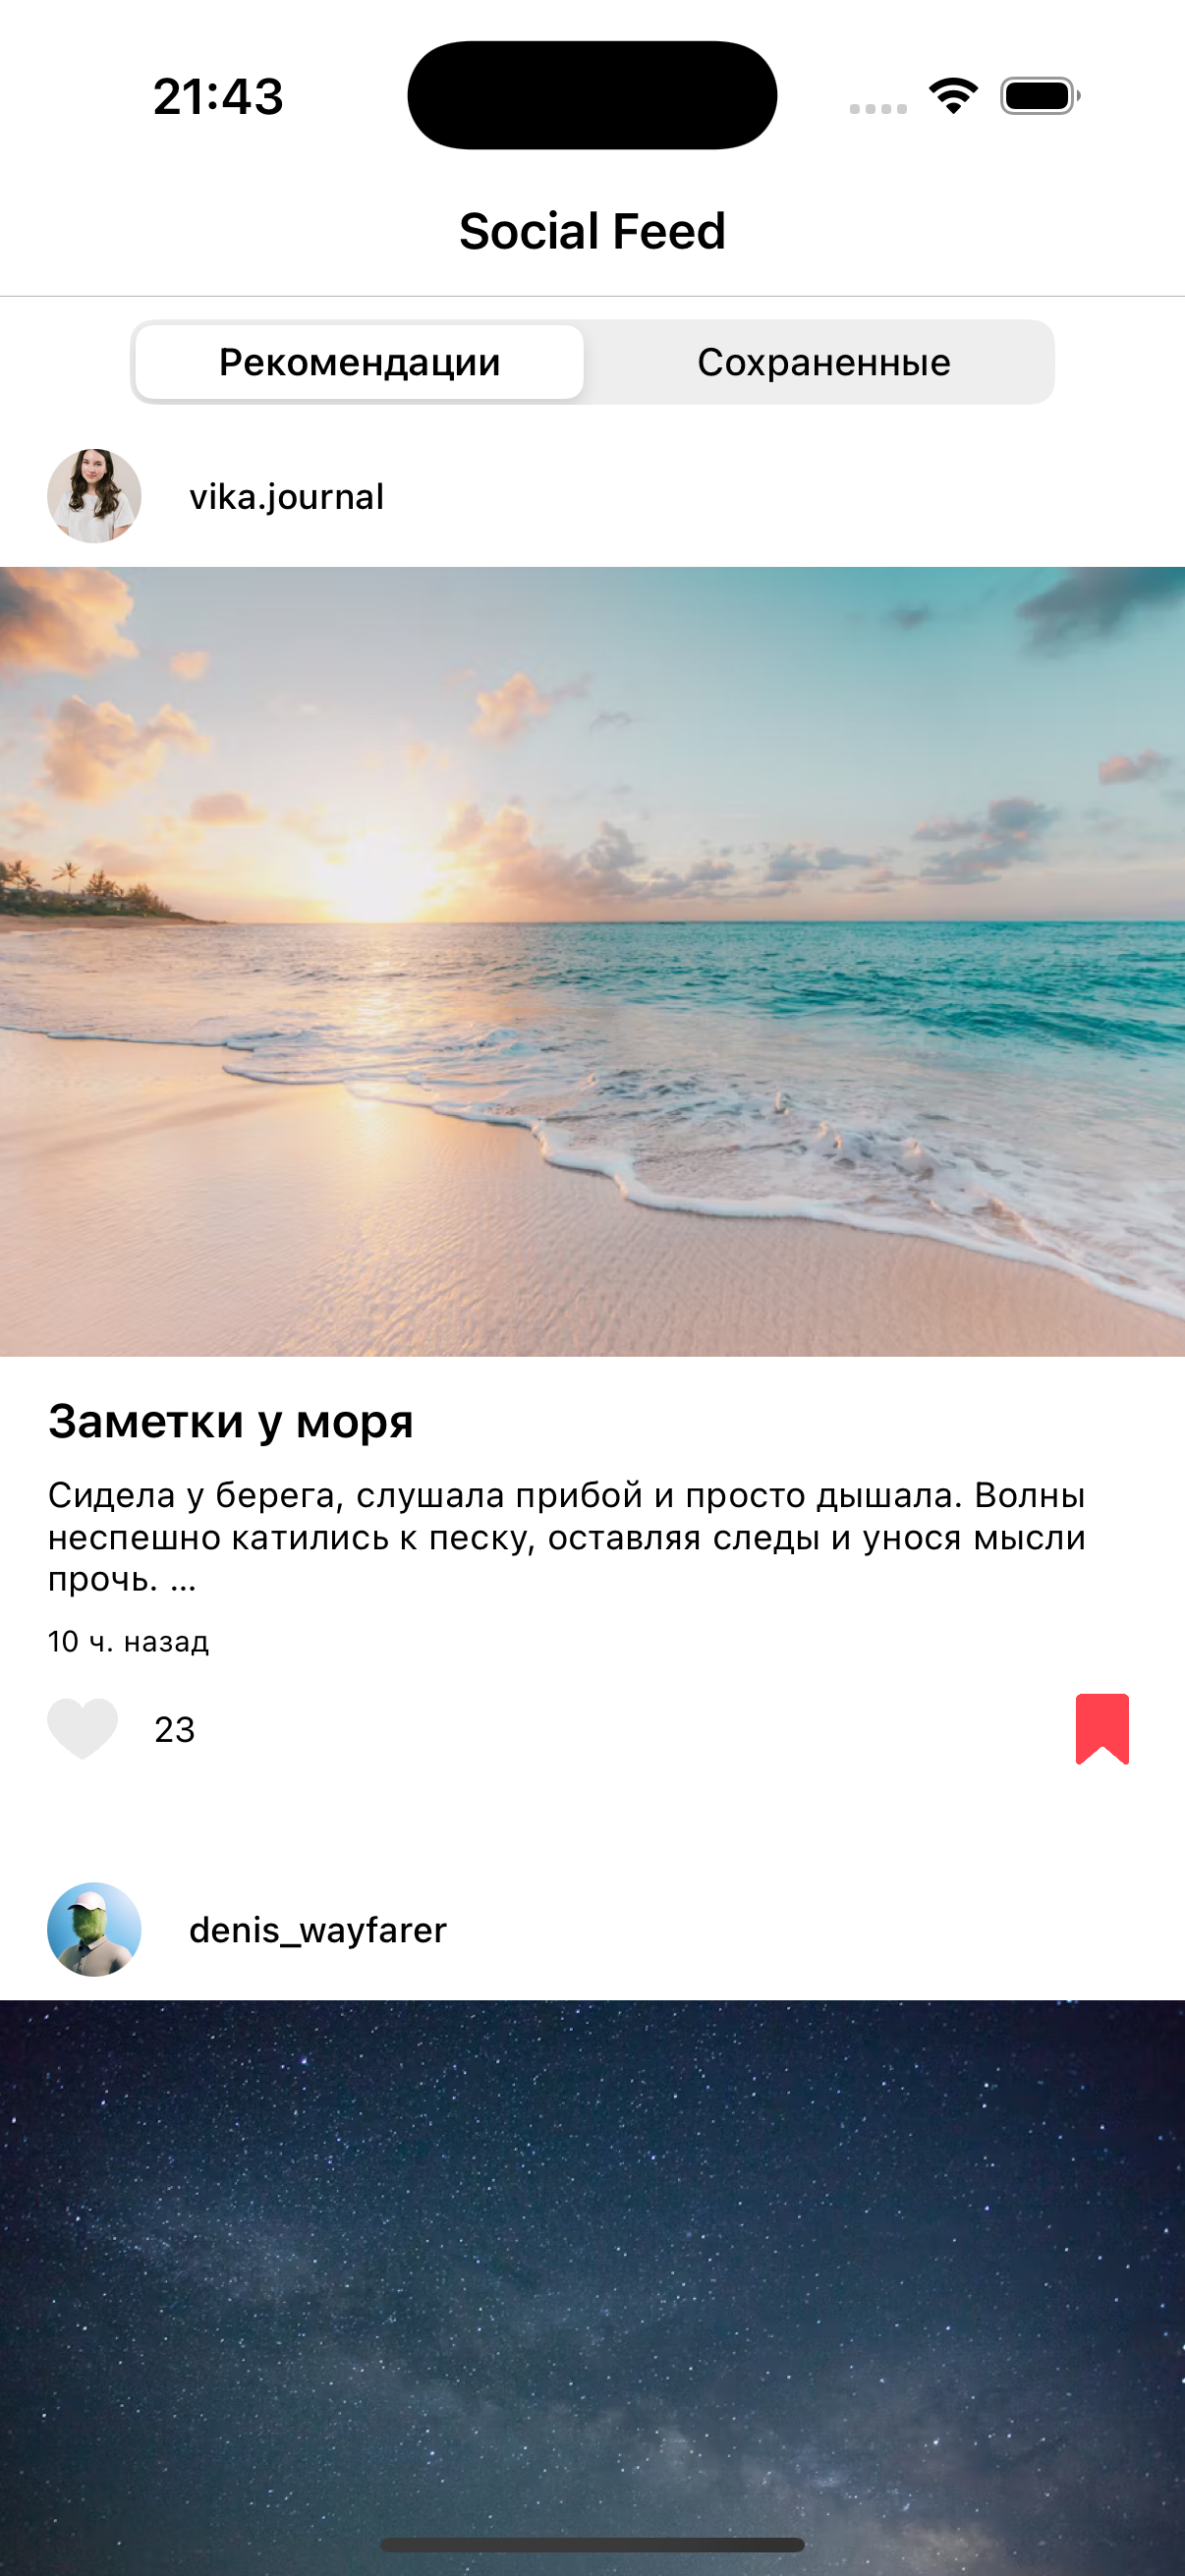 21:43
Social Feed
Рекомендации
Сохраненные
vika.journal
Заметки у моря
Сидела у берега, слушала прибой и просто дышала. Волны
неспешно катились к песку, оставляя следы и унося мысли
прочь. ...
10 ч. назад
23
denis_wayfarer